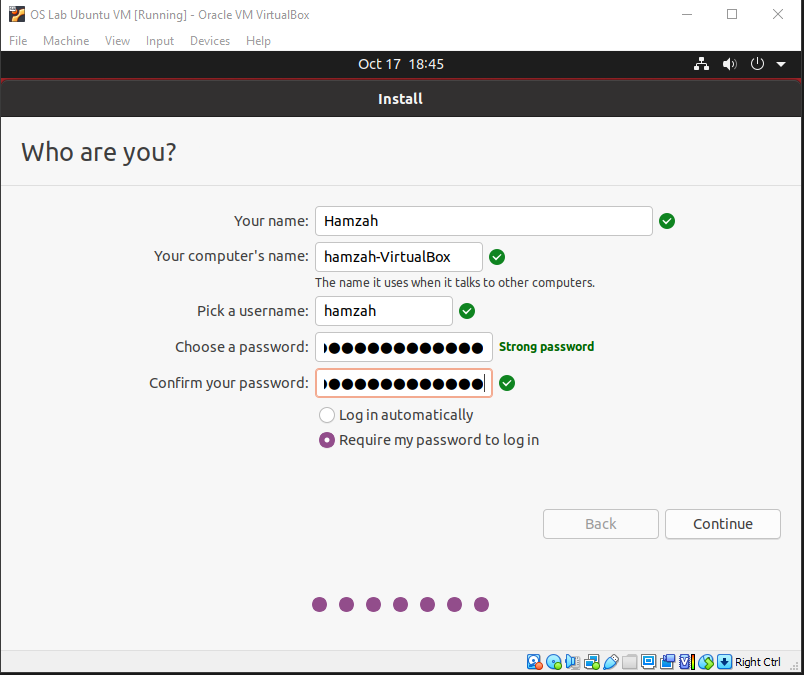 OS Lab Ubuntu VM [Running] - Oracle VM VirtualBox
File Machine View Input Devices Help
Oct 17 18:45
Install
Who are you?
Your name: Hamzah
Your computer's name: hamzah-VirtualBox
The name it uses when it talks to other computers.
Pick a username: hamzah
Choose a password: Strong password
Confirm your password:
Log in automatically
Require my password to log in
Back Continue
Right Ctrl